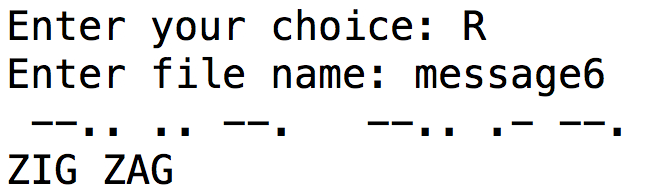 Enter your choice: R
Enter file name: message6
--.. .. --.   --.. .- --.
ZIG ZAG